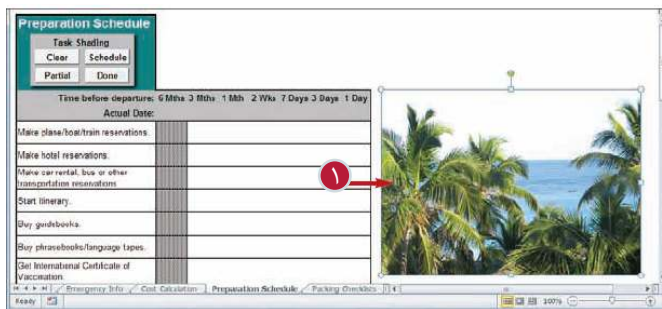 Preparation Schedule
Task Shading
Clear Schedule
Partial Done
Time before departure: 6 Mths 3 Mths 1 Mth 2 Wks 7 Days 3 Days 1 Day
Actual Date:
Make plane/boat/train reservations.
Make hotel reservations.
Make car rental, bus or other
transportation reservations
١
Start itinerary.
Buy guidebooks.
Buy phrasebooks/language tapes.
Get International Certificate of
Vaccination.
Emergency Info Cost Calculation Preparation Schedule Packing Checklists
Ready 100%